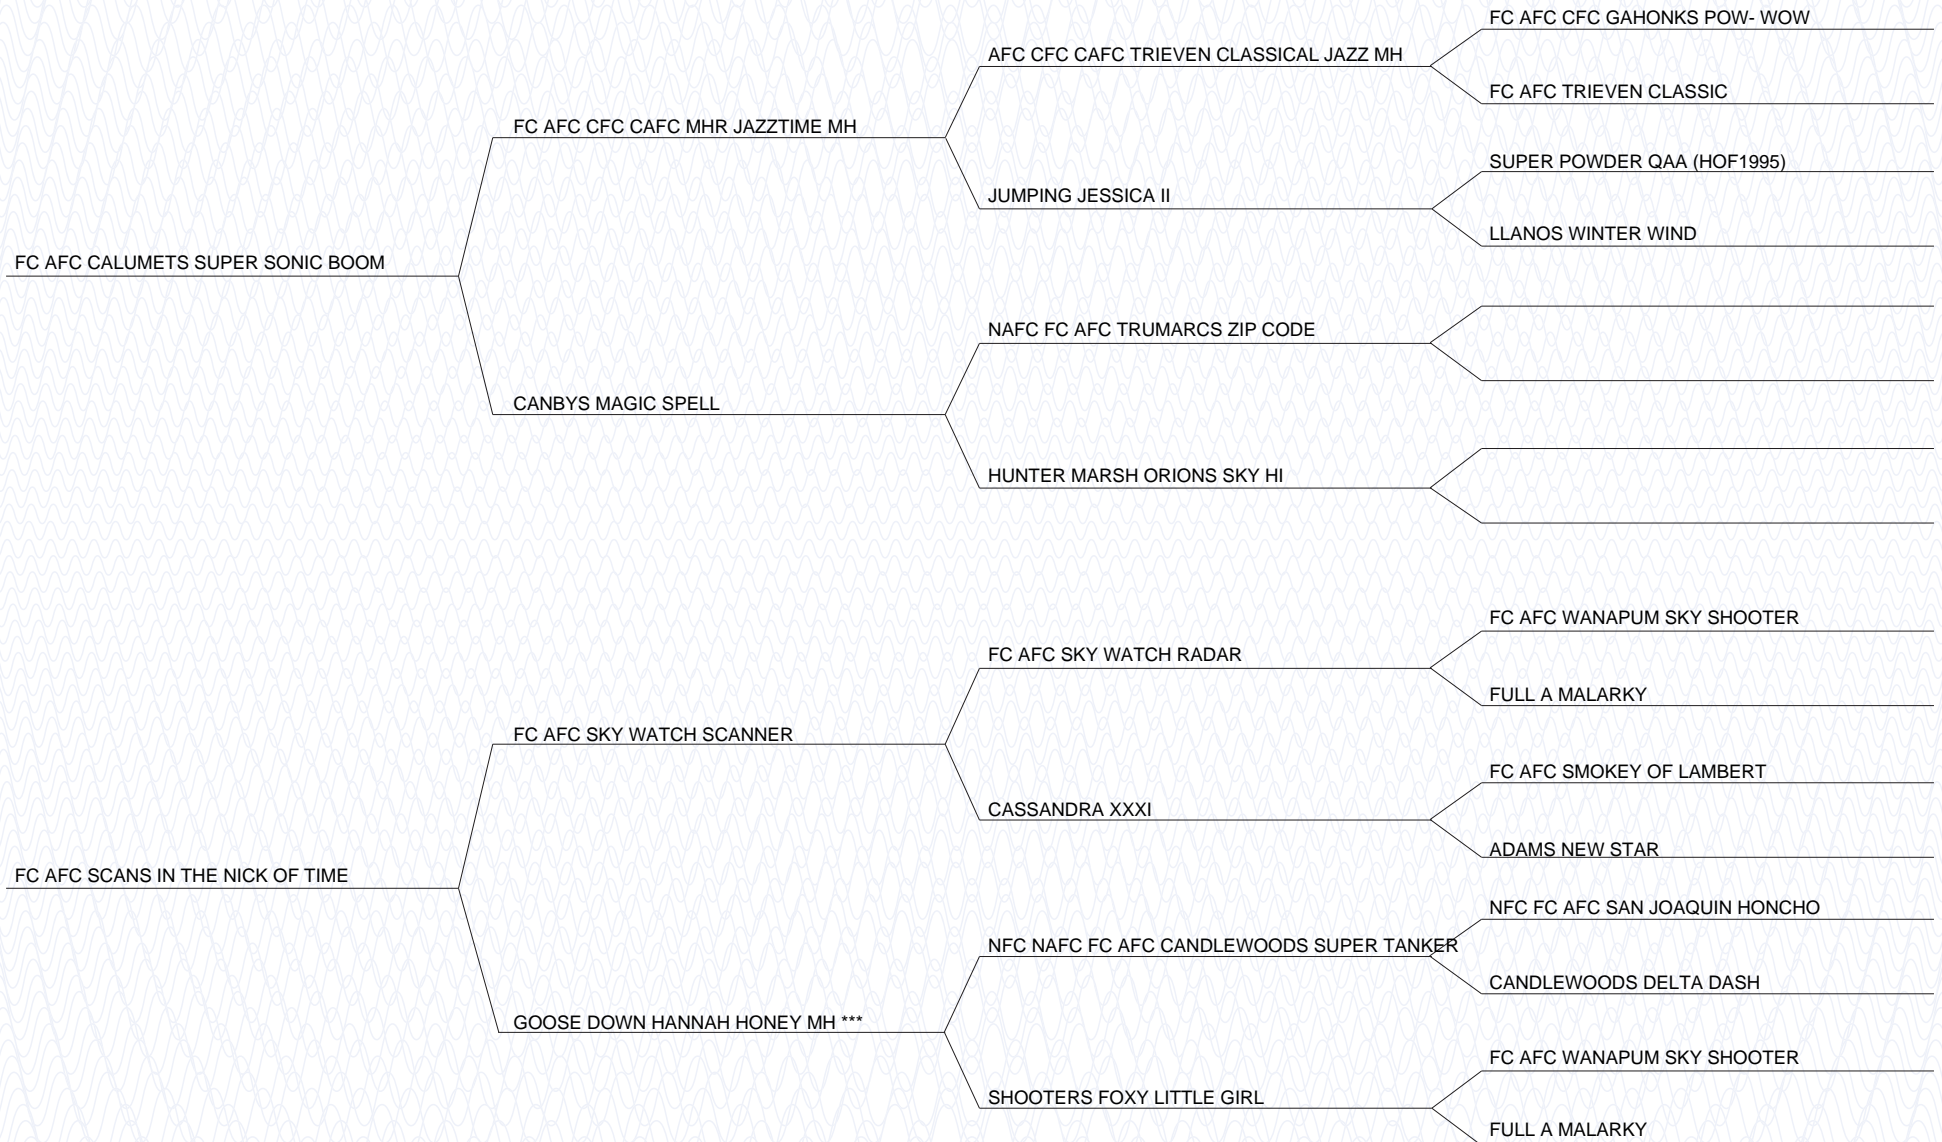 FC AFC CFC GAHONKS POW- WOW
AFC CFC CAFC TRIEVEN CLASSICAL JAZZ MH
FC AFC TRIEVEN CLASSIC
FC AFC CFC CAFC MHR JAZZTIME MH
SUPER POWDER QAA (HOF1995)
JUMPING JESSICA II
LLANOS WINTER WIND
FC AFC CALUMETS SUPER SONIC BOOM
NAFC FC AFC TRUMARCS ZIP CODE
CANBYS MAGIC SPELL
HUNTER MARSH ORIONS SKY HI
FC AFC WANAPUM SKY SHOOTER
FC AFC SKY WATCH RADAR
FULL A MALARKY
FC AFC SKY WATCH SCANNER
FC AFC SMOKEY OF LAMBERT
CASSANDRA XXXI
ADAMS NEW STAR
FC AFC SCANS IN THE NICK OF TIME
NFC FC AFC SAN JOAQUIN HONCHO
NFC NAFC FC AFC CANDLEWOODS SUPER TANKER
CANDLEWOODS DELTA DASH
GOOSE DOWN HANNAH HONEY MH ***
FC AFC WANAPUM SKY SHOOTER
SHOOTERS FOXY LITTLE GIRL
FULL A MALARKY